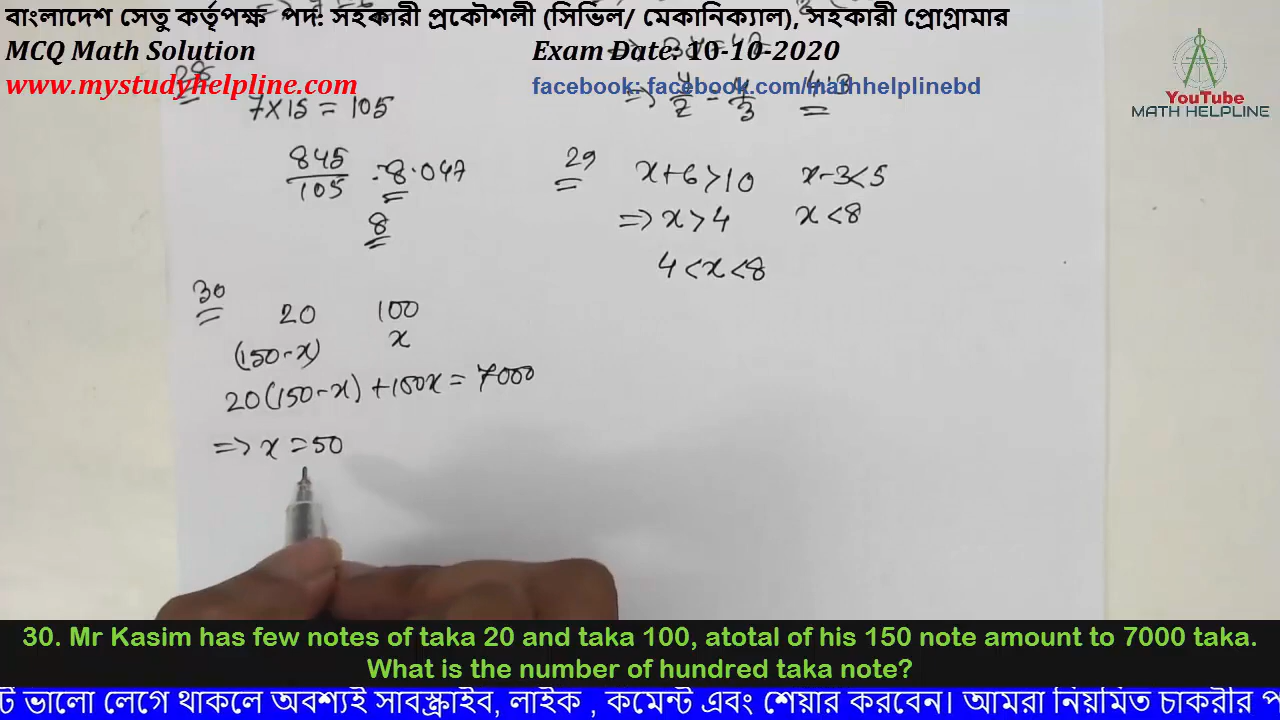 বাংলাদেশ সেতু কর্তৃপক্ষ পদ: সহকারী প্রকৌশলী (সিভিল/ মেকানিক্যাল), সহকারী প্রোগ্রামার
MCQ Math Solution Exam Date: 10-10-2020
www.mystudyhelpline.com facebook: facebook.com/mathhelplinebd
YouTube
MATH HELPLINE
28
7×15 = 105
845/105 = 8.047
8
29 x+6>10 x-3<5
=> x>4 x<8
4<x<8
30 20 100
(150-x) x
20(150-x)+100x = 7000
=> x = 50
30. Mr Kasim has few notes of taka 20 and taka 100, atotal of his 150 note amount to 7000 taka.
What is the number of hundred taka note?
ভালো লেগে থাকলে অবশ্যই সাবস্ক্রাইব, লাইক , কমেন্ট এবং শেয়ার করবেন। আমরা নিয়মিত চাকরীর